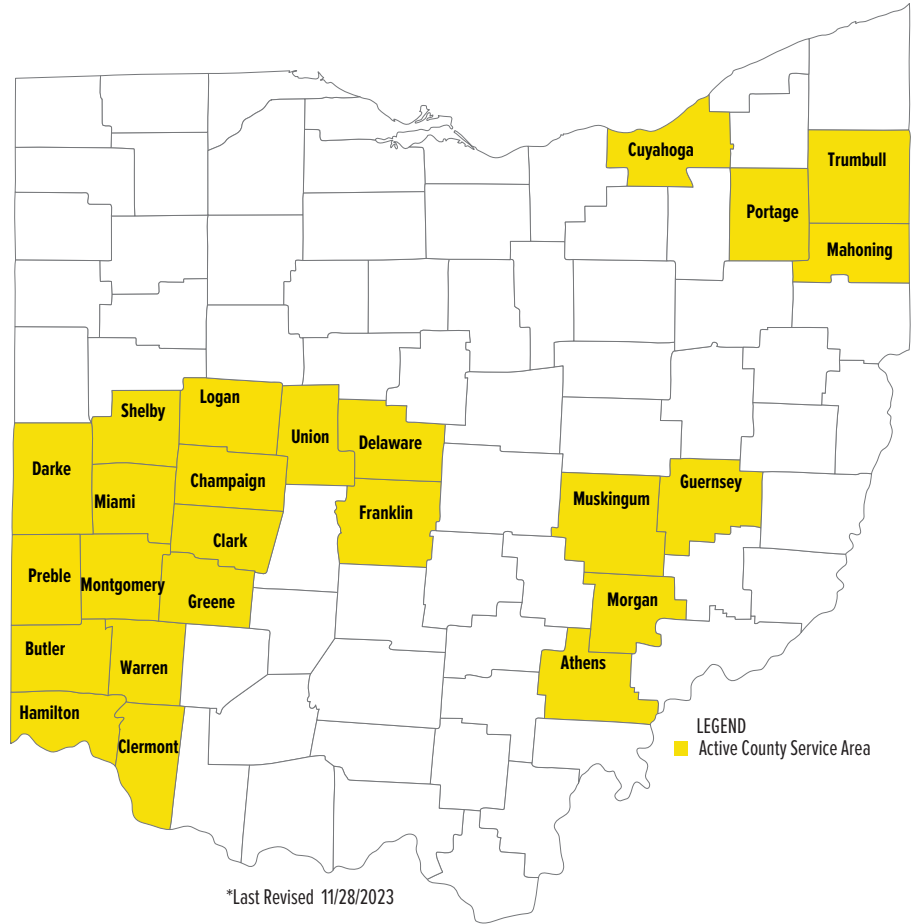 Cuyahoga
Trumbull
Portage
Mahoning
Logan
Shelby
Union
Delaware
Darke
Champaign
Miami
Guernsey
Muskingum
Franklin
Clark
Preble
Montgomery
Greene
Morgan
Butler
Warren
Athens
Hamilton
Clermont
LEGEND
Active County Service Area
*Last Revised 11/28/2023